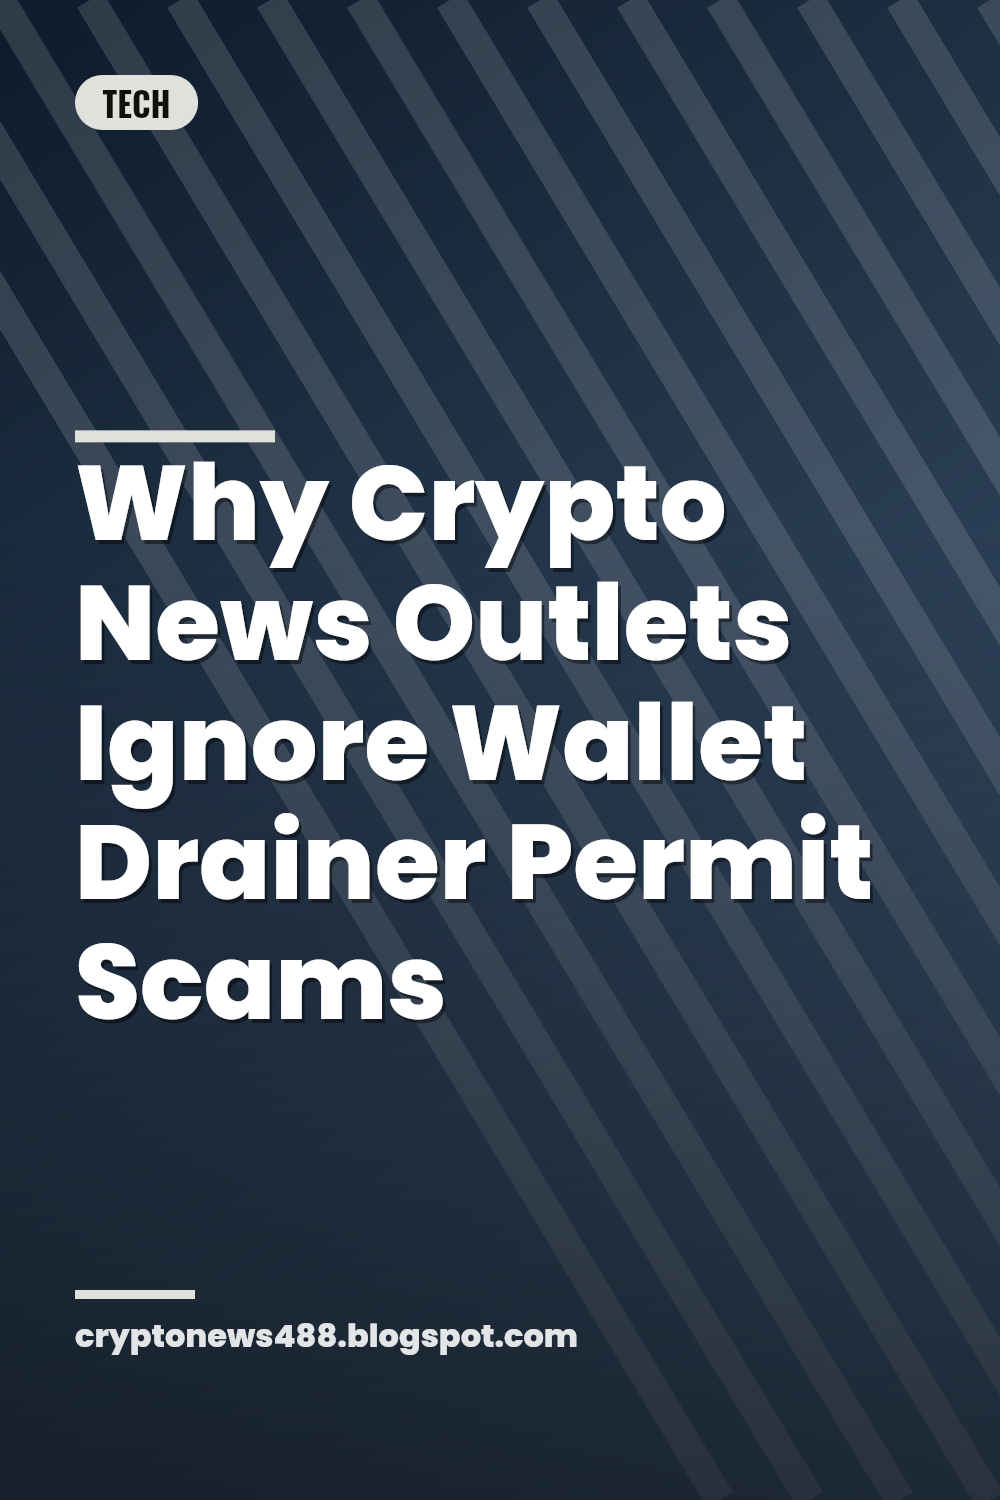 TECH
Why Crypto
News Outlets
Ignore Wallet
Drainer Permit
Scams
cryptonews488.blogspot.com